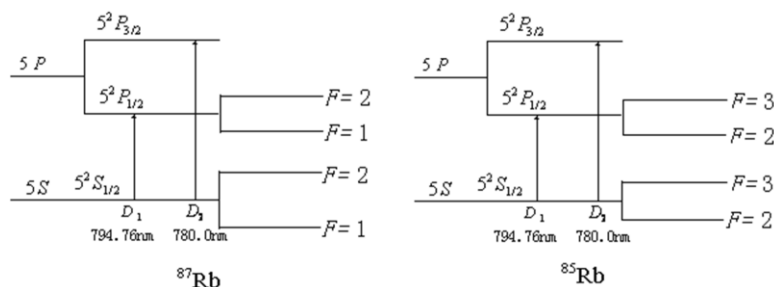 5²P₃/₂
5 P
5²P₁/₂
F= 2
F= 1
F= 2
5S
5²S₁/₂
F= 1
D₁
D₂
794.76nm
780.0nm
⁸⁷Rb
5²P₃/₂
5 P
5²P₁/₂
F= 3
F= 2
F= 3
5S
5²S₁/₂
F= 2
D₁
D₂
794.76nm
780.0nm
⁸⁵Rb